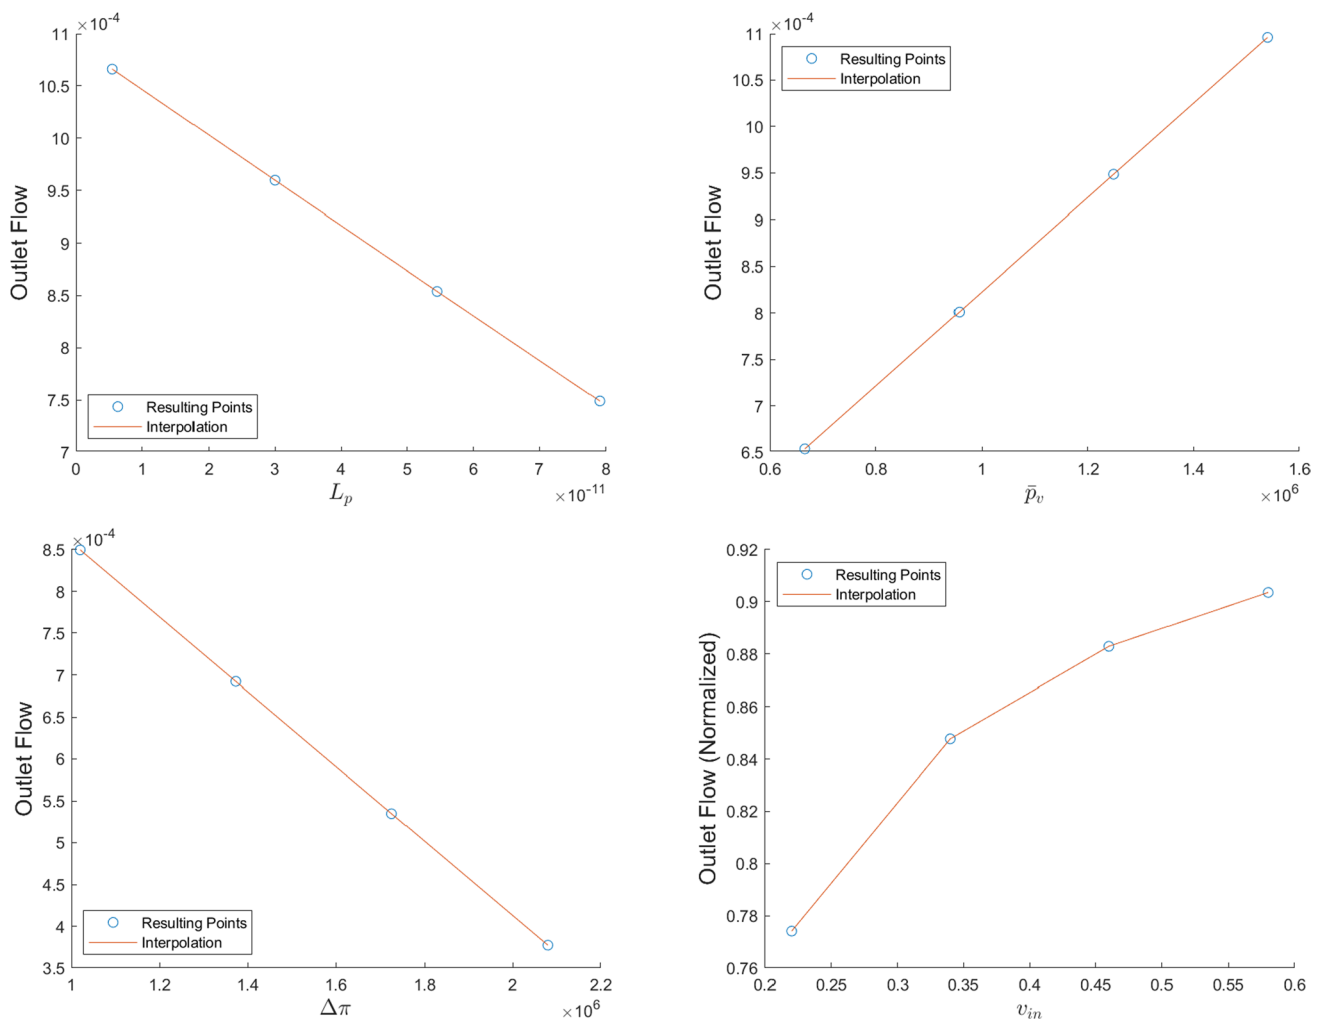 ×10⁻⁴
11
10.5
10
9.5
9
8.5
8
7.5
7
Outlet Flow
Resulting Points
Interpolation
0 1 2 3 4 5 6 7 8
×10⁻¹¹
Lₚ
×10⁻⁴
11
10.5
10
9.5
9
8.5
8
7.5
7
6.5
Outlet Flow
Resulting Points
Interpolation
0.6 0.8 1 1.2 1.4 1.6
×10⁶
p̄ᵥ
×10⁻⁴
8.5
8
7.5
7
6.5
6
5.5
5
4.5
4
3.5
Outlet Flow
Resulting Points
Interpolation
1 1.2 1.4 1.6 1.8 2 2.2
×10⁶
Δπ
0.92
0.9
0.88
0.86
0.84
0.82
0.8
0.78
0.76
Outlet Flow (Normalized)
Resulting Points
Interpolation
0.2 0.25 0.3 0.35 0.4 0.45 0.5 0.55 0.6
vᵢₙ